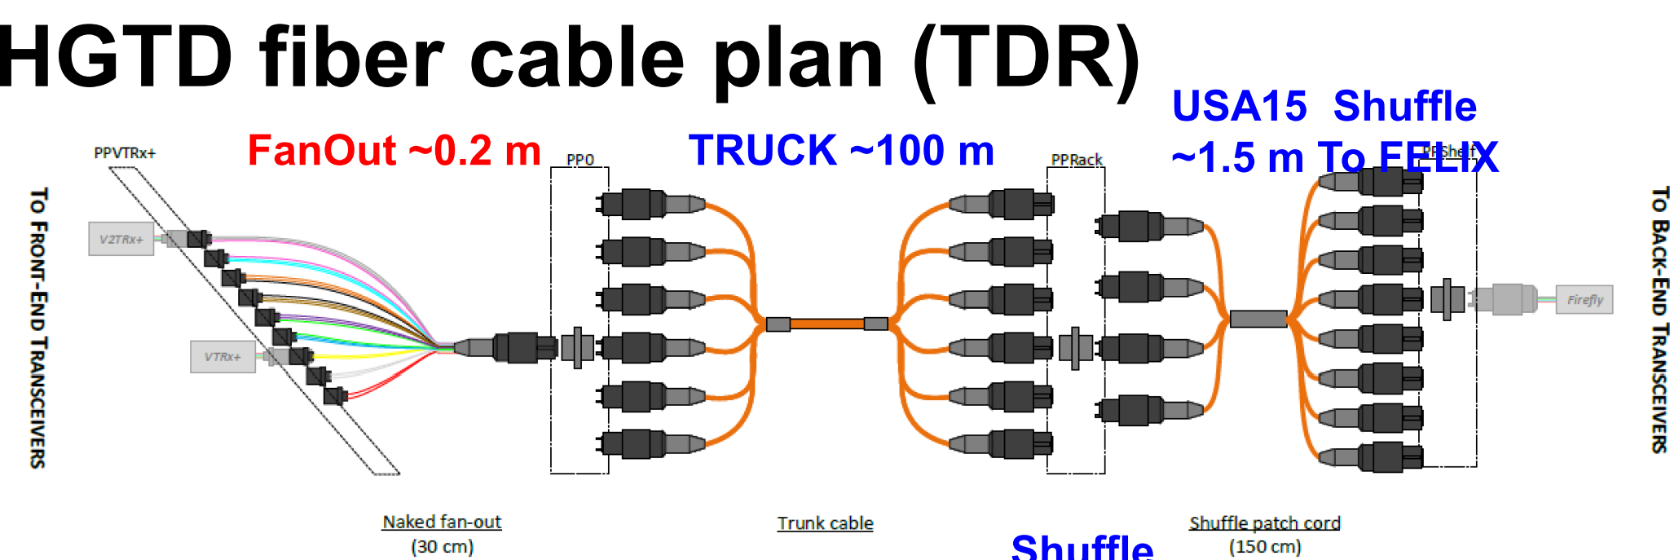 HGTD fiber cable plan (TDR)
USA15 Shuffle
~1.5 m To FELIX
FanOut ~0.2 m
TRUCK ~100 m
PPVTRx+
PP0
PPRack
PPShelf
To Front-End Transceivers
V2TRx+
VTRx+
Firefly
To Back-End Transceivers
Naked fan-out
(30 cm)
Trunk cable
Shuffle patch cord
(150 cm)
Shuffle